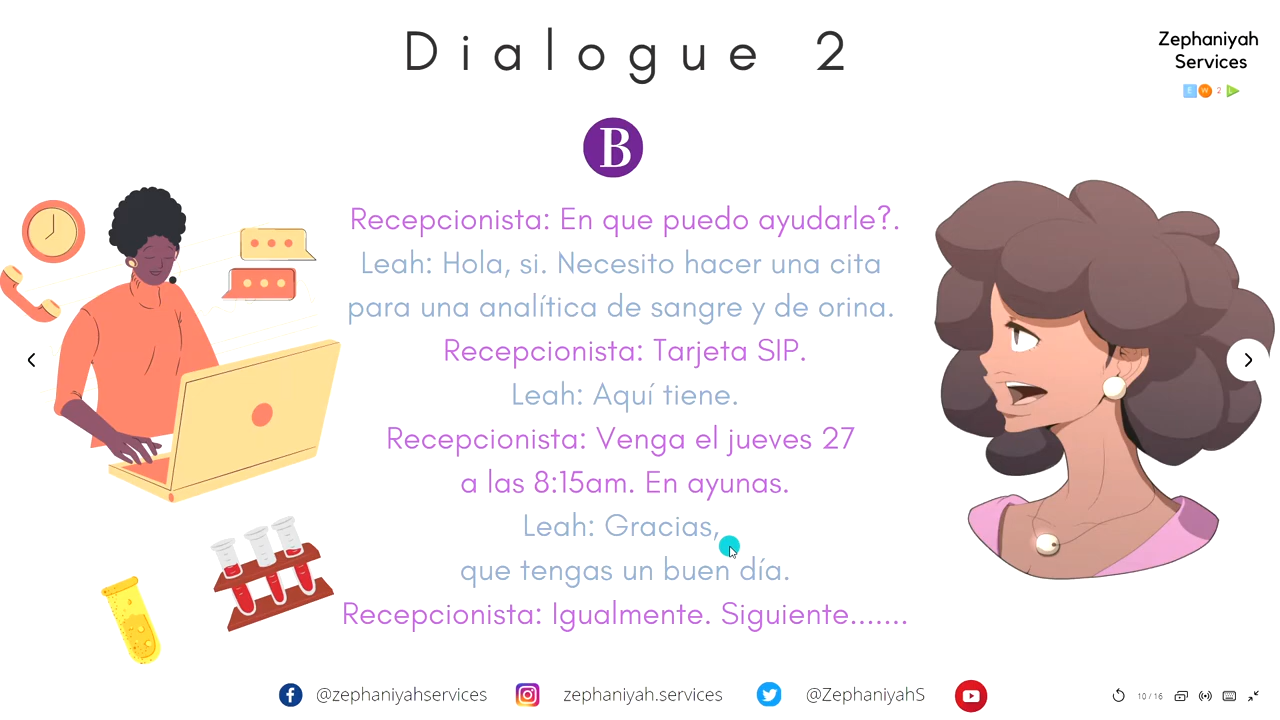 Dialogue 2
Zephaniyah
Services
E W 2
B
Recepcionista: En que puedo ayudarle?.
Leah: Hola, si. Necesito hacer una cita
para una analítica de sangre y de orina.
Recepcionista: Tarjeta SIP.
Leah: Aquí tiene.
Recepcionista: Venga el jueves 27
a las 8:15am. En ayunas.
Leah: Gracias,
que tengas un buen día.
Recepcionista: Igualmente. Siguiente.......
@zephaniyahservices
zephaniyah.services
@ZephaniyahS
10 / 16